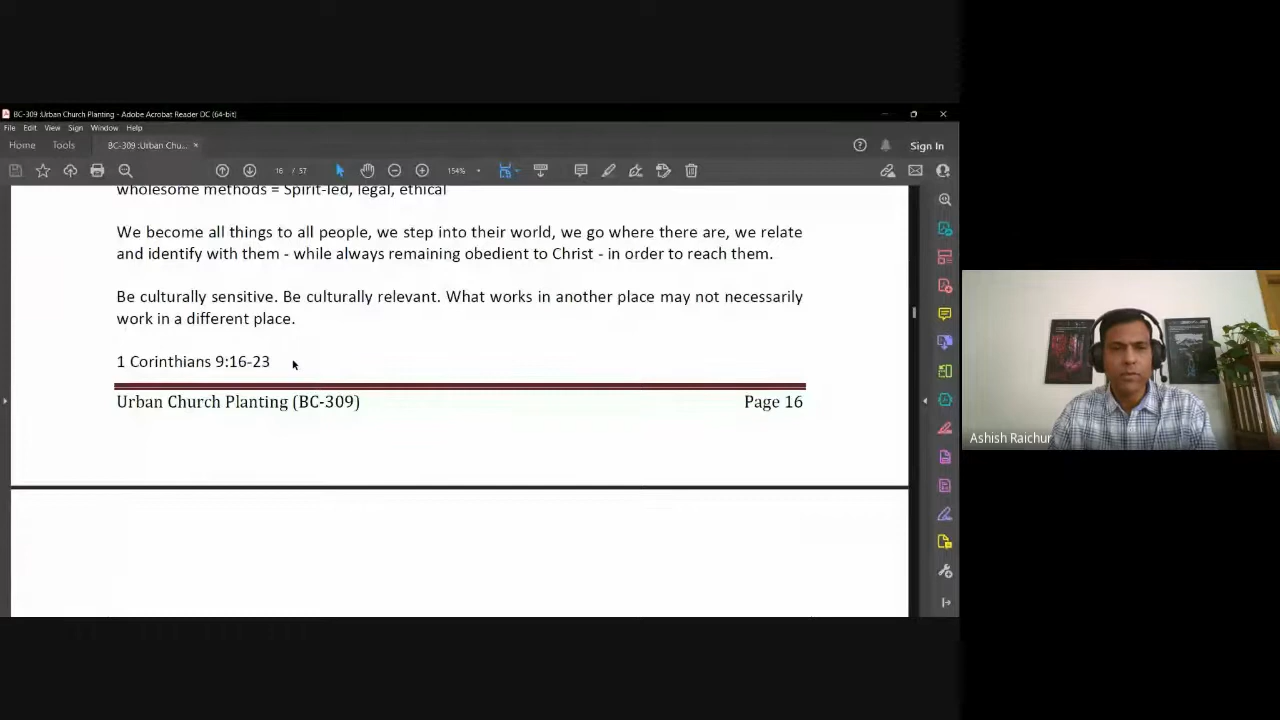 BC-309 :Urban Church Planting - Adobe Acrobat Reader DC (64-bit)
File Edit View Sign Window Help
Home Tools BC-309 :Urban Chu... × Sign In
16 / 57 154%
wholesome methods = Spirit-led, legal, ethical
We become all things to all people, we step into their world, we go where there are, we relate
and identify with them - while always remaining obedient to Christ - in order to reach them.
Be culturally sensitive. Be culturally relevant. What works in another place may not necessarily
work in a different place.
1 Corinthians 9:16-23
Urban Church Planting (BC-309) Page 16
Ashish Raichur